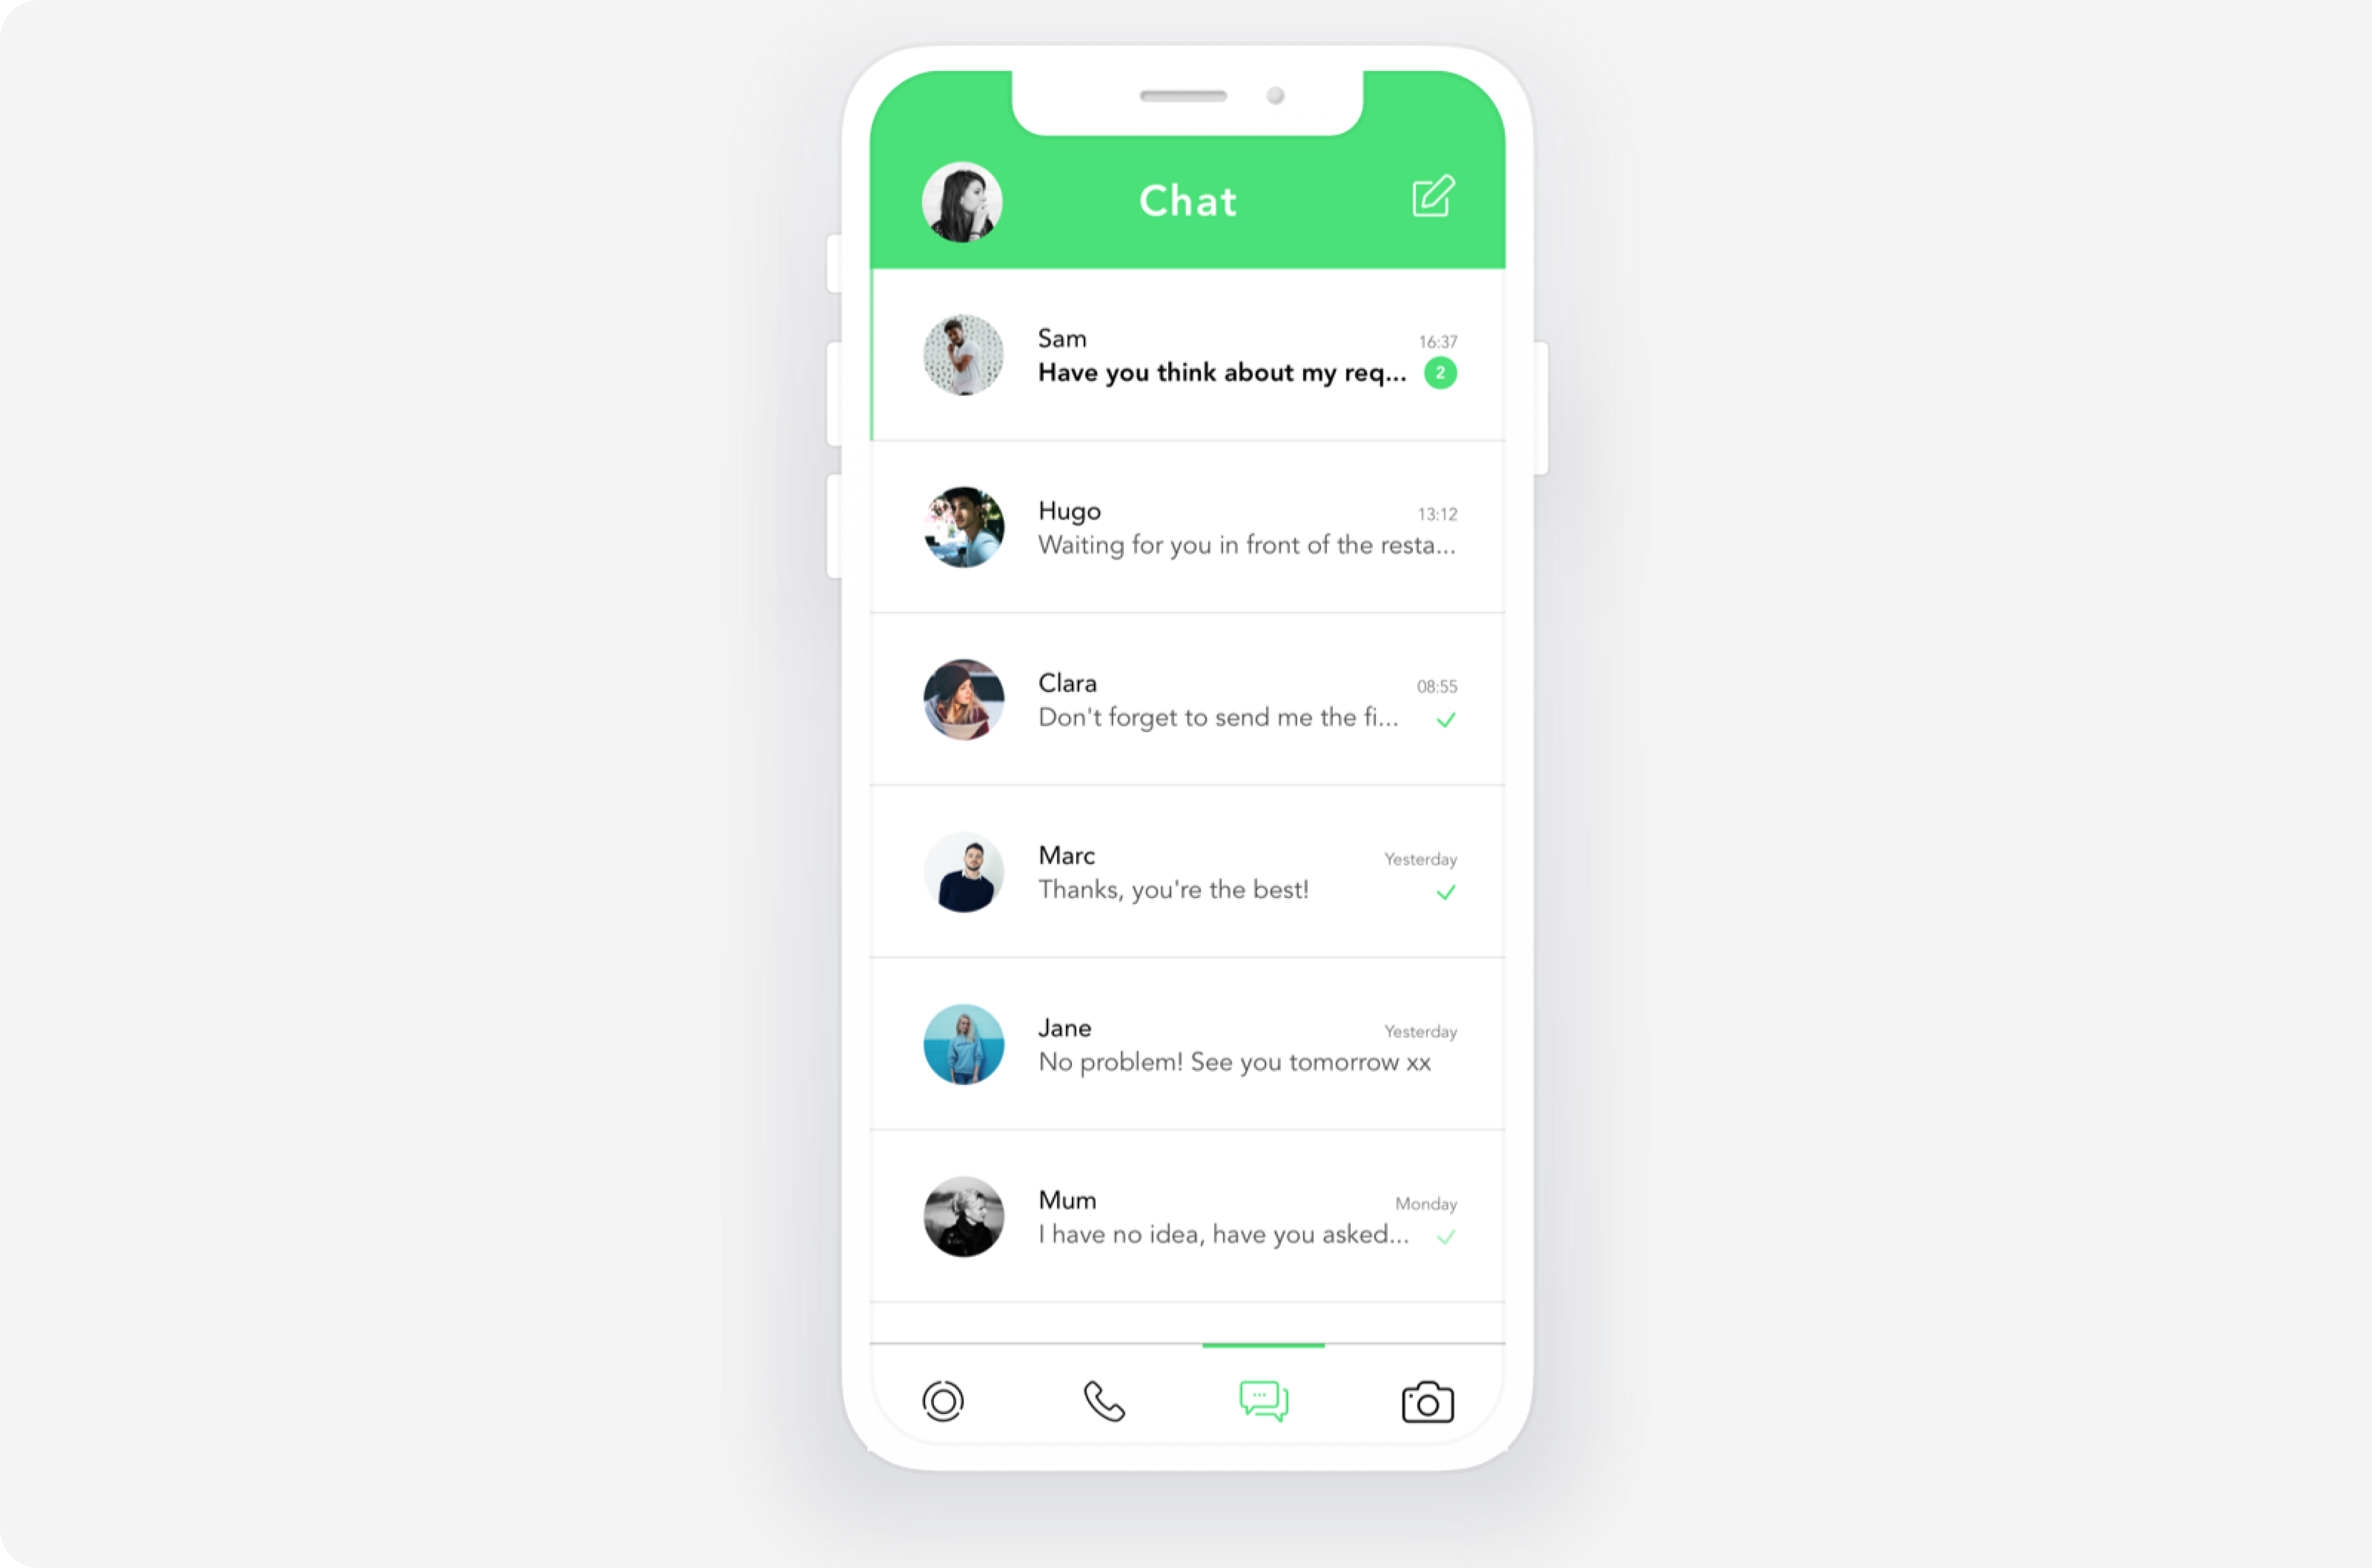 Chat
Sam 16:37
Have you think about my req... 2
Hugo 13:12
Waiting for you in front of the resta...
Clara 08:55
Don't forget to send me the fi...
Marc Yesterday
Thanks, you're the best!
Jane Yesterday
No problem! See you tomorrow xx
Mum Monday
I have no idea, have you asked...